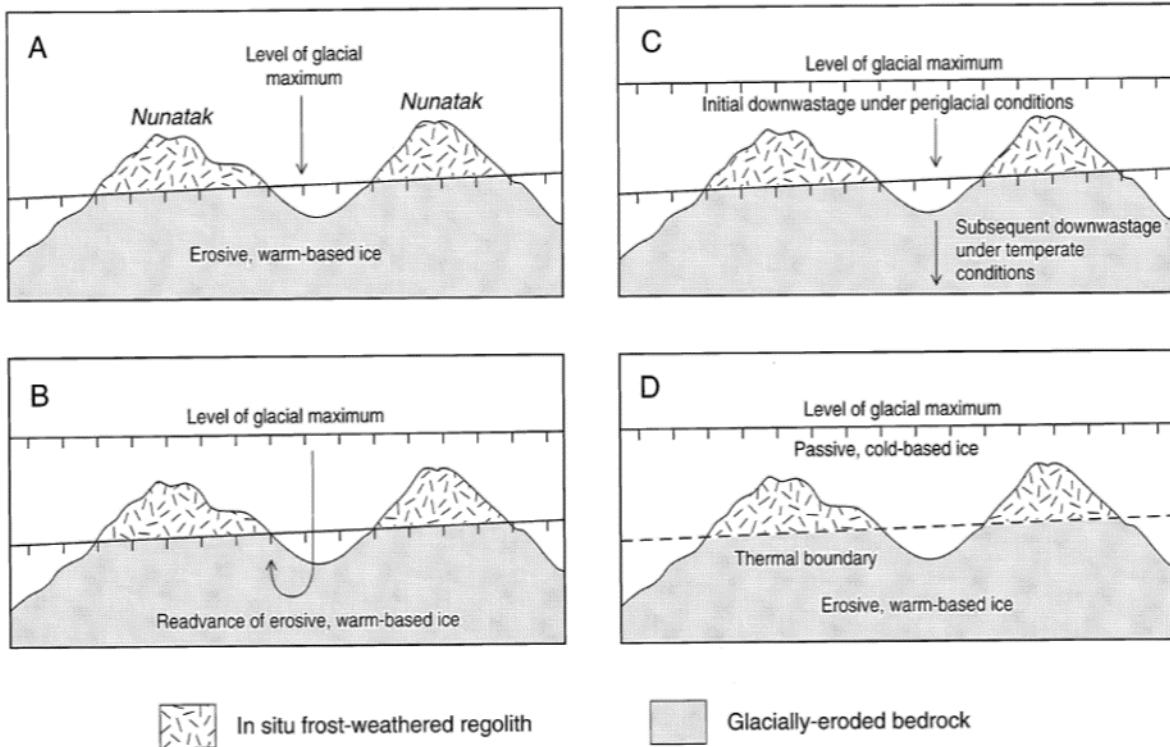 A
Level of glacial
maximum
Nunatak
Nunatak
Erosive, warm-based ice
C
Level of glacial maximum
Initial downwastage under periglacial conditions
Subsequent downwastage
under temperate
conditions
B
Level of glacial maximum
Readvance of erosive, warm-based ice
D
Level of glacial maximum
Passive, cold-based ice
Thermal boundary
Erosive, warm-based ice
In situ frost-weathered regolith
Glacially-eroded bedrock